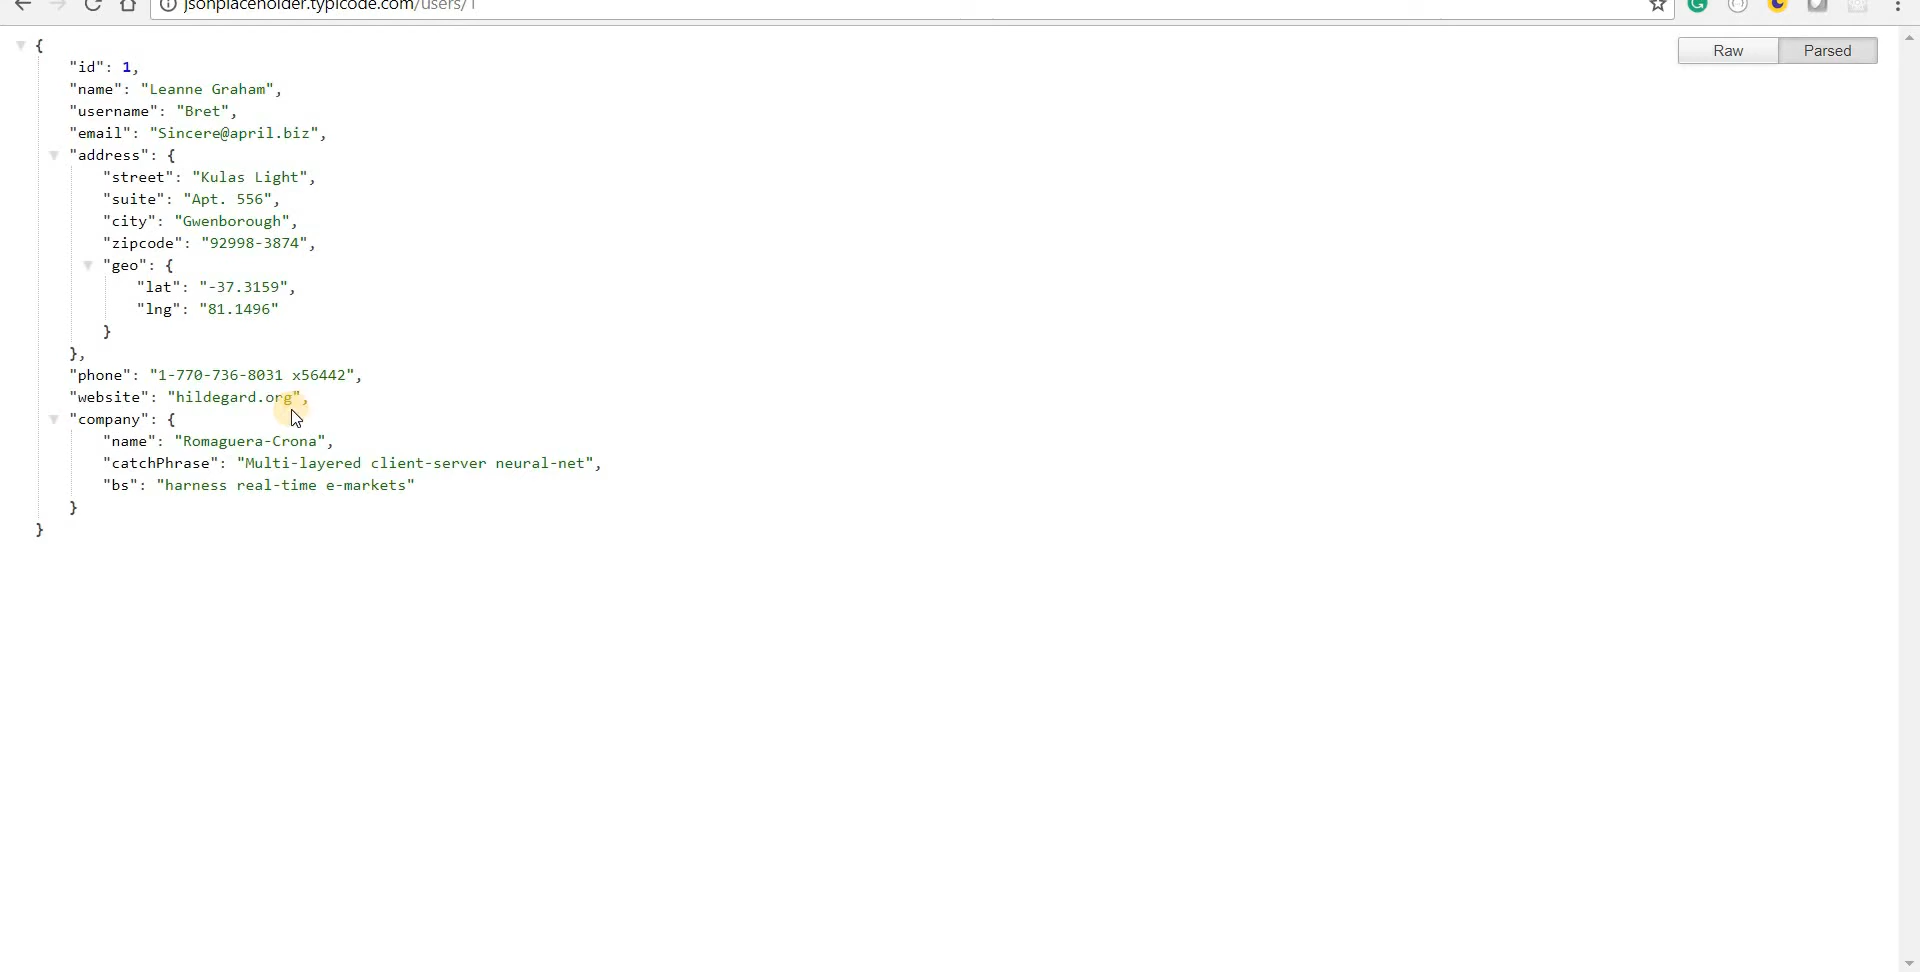 jsonplaceholder.typicode.com/users/1
Raw
Parsed
{
"id": 1,
"name": "Leanne Graham",
"username": "Bret",
"email": "Sincere@april.biz",
"address": {
"street": "Kulas Light",
"suite": "Apt. 556",
"city": "Gwenborough",
"zipcode": "92998-3874",
"geo": {
"lat": "-37.3159",
"lng": "81.1496"
}
},
"phone": "1-770-736-8031 x56442",
"website": "hildegard.org",
"company": {
"name": "Romaguera-Crona",
"catchPhrase": "Multi-layered client-server neural-net",
"bs": "harness real-time e-markets"
}
}